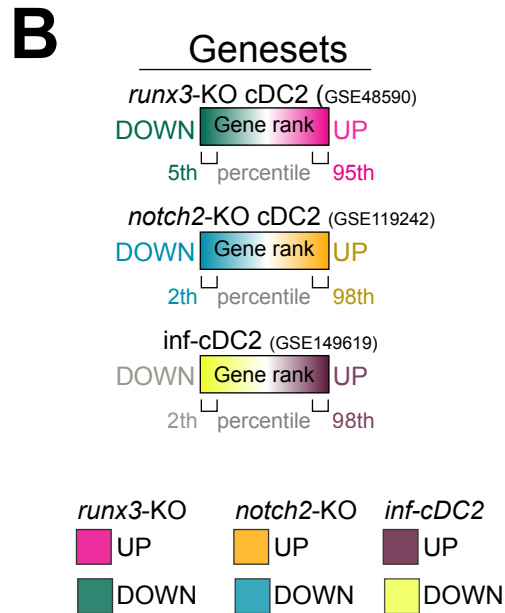 B
Genesets
runx3-KO cDC2 (GSE48590)
DOWN Gene rank UP
5th percentile 95th
notch2-KO cDC2 (GSE119242)
DOWN Gene rank UP
2th percentile 98th
inf-cDC2 (GSE149619)
DOWN Gene rank UP
2th percentile 98th
runx3-KO notch2-KO inf-cDC2
UP UP UP
DOWN DOWN DOWN